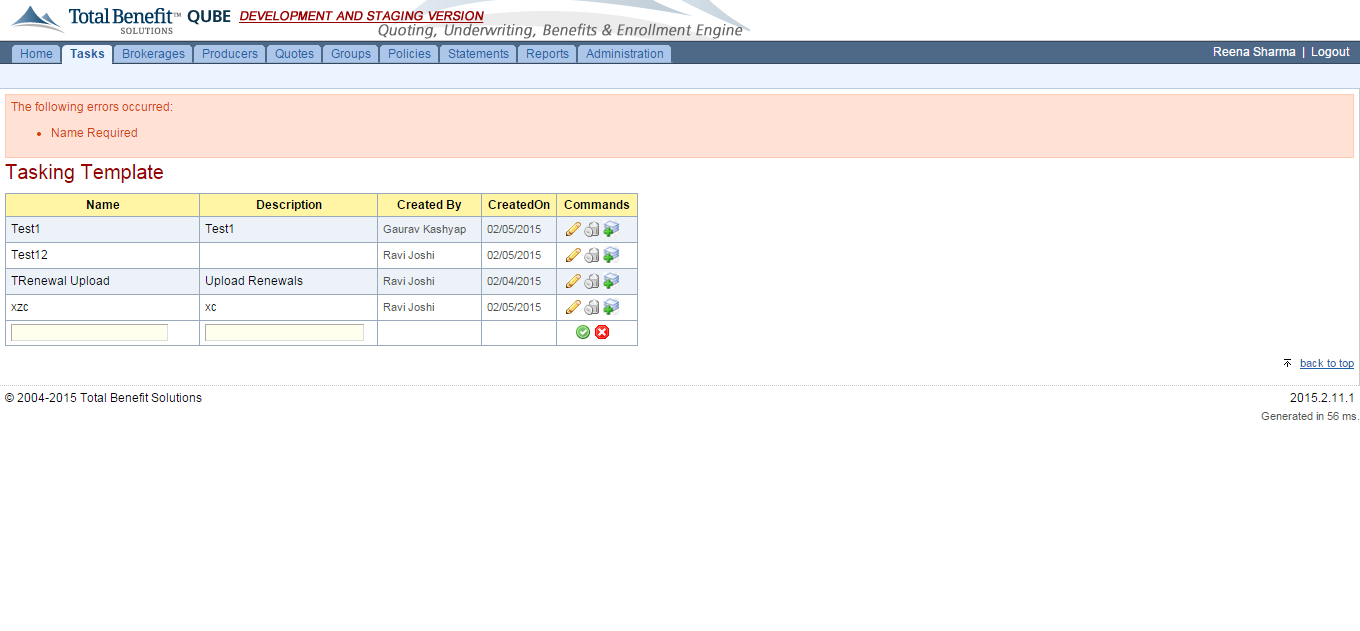 Total Benefit™ QUBE DEVELOPMENT AND STAGING VERSION
SOLUTIONS
Quoting, Underwriting, Benefits & Enrollment Engine
Home Tasks Brokerages Producers Quotes Groups Policies Statements Reports Administration Reena Sharma | Logout
The following errors occurred:
• Name Required
Tasking Template
Name Description Created By CreatedOn Commands
Test1 Test1 Gaurav Kashyap 02/05/2015
Test12 Ravi Joshi 02/05/2015
TRenewal Upload Upload Renewals Ravi Joshi 02/04/2015
xzc xc Ravi Joshi 02/05/2015
back to top
© 2004-2015 Total Benefit Solutions 2015.2.11.1
Generated in 56 ms.